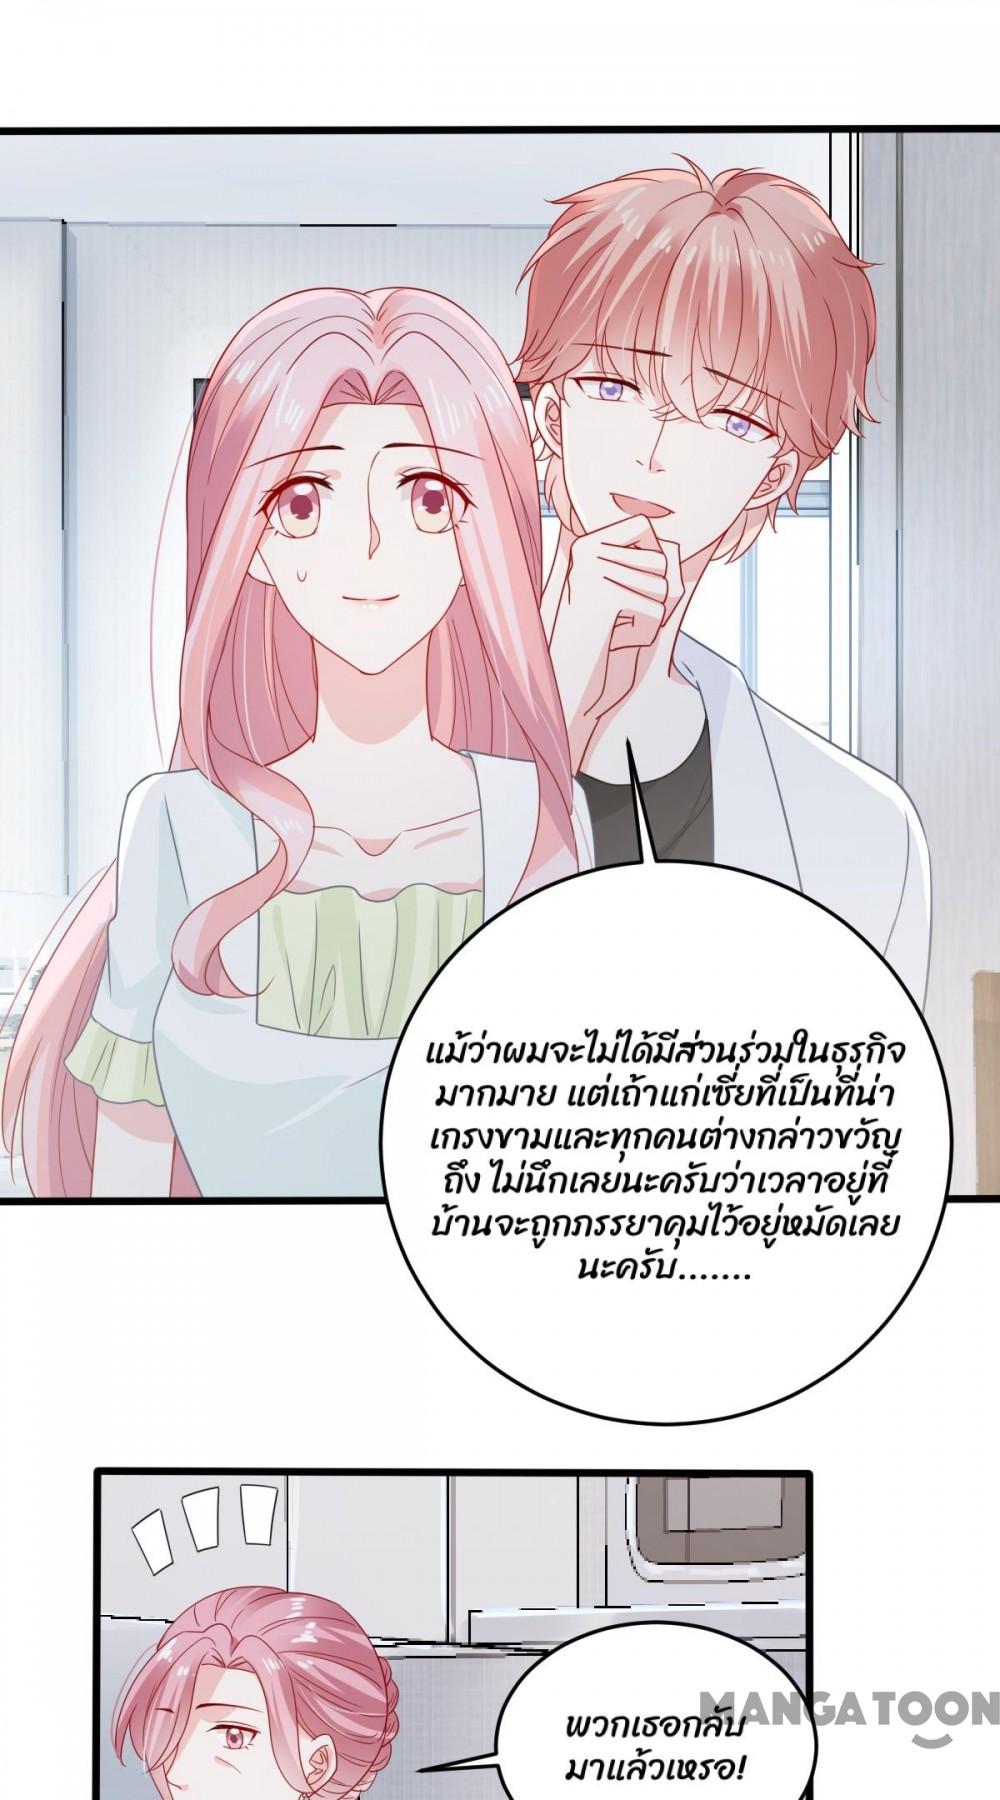 แม้ว่าผมจะไม่ได้มีส่วนร่วมในธุรกิจ
มากมาย แต่เถ้าแก่เซี่ยที่เป็นที่น่า
เกรงขามและทุกคนต่างกล่าวขวัญ
ถึง ไม่นึกเลยนะครับว่าเวลาอยู่ที่
บ้านจะถูกภรรยาคุมไว้อยู่หมัดเลย
นะครับ.......
พวกเธอกลับ
มาแล้วเหรอ!
MANGATOON